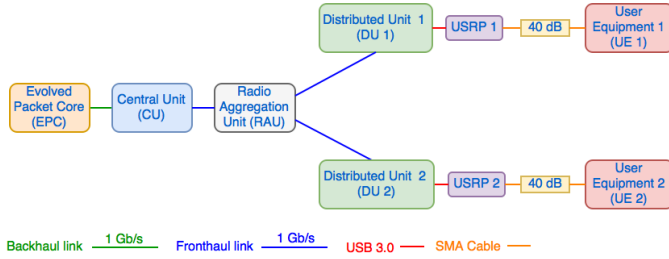 Distributed Unit 1
(DU 1)
USRP 1
40 dB
User
Equipment 1
(UE 1)
Evolved
Packet Core
(EPC)
Central Unit
(CU)
Radio
Aggregation
Unit (RAU)
Distributed Unit 2
(DU 2)
USRP 2
40 dB
User
Equipment 2
(UE 2)
Backhaul link
1 Gb/s
Fronthaul link
1 Gb/s
USB 3.0
SMA Cable